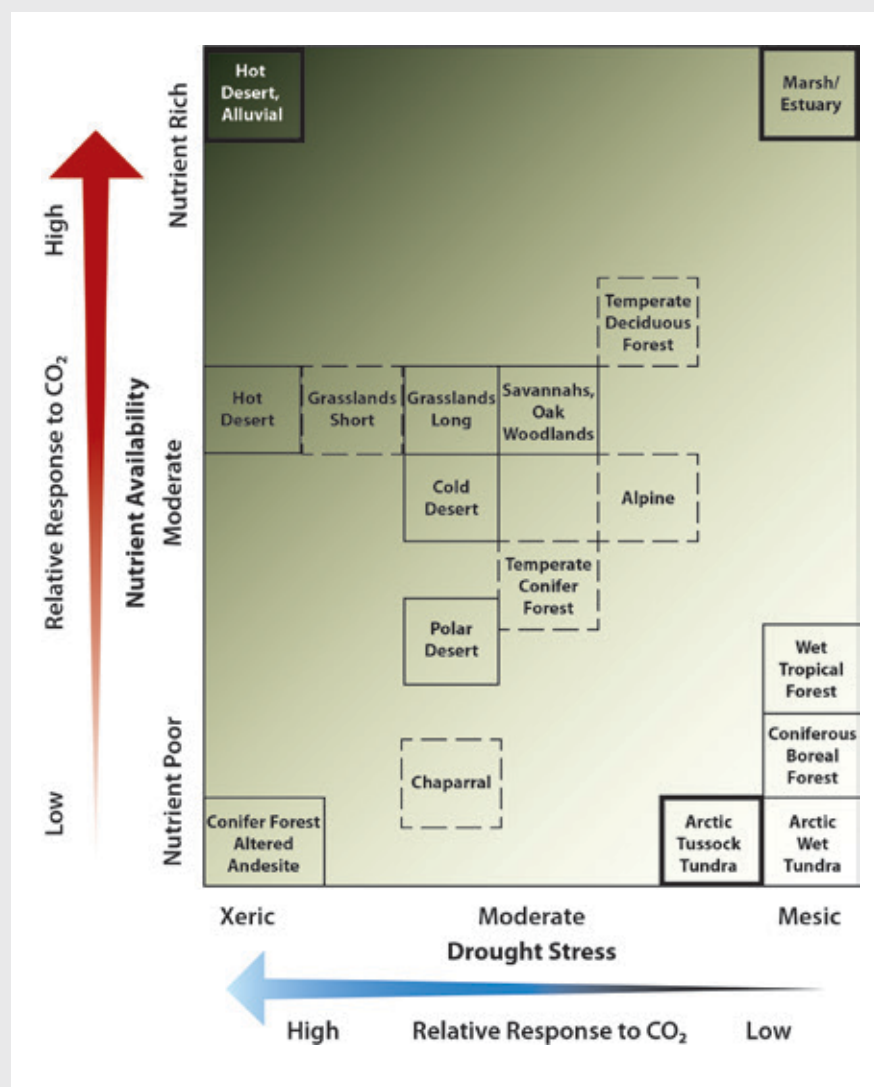 Hot
Desert,
Alluvial
Marsh/
Estuary
Temperate
Deciduous
Forest
Hot
Desert
Grasslands
Short
Grasslands
Long
Savannahs,
Oak
Woodlands
Cold
Desert
Alpine
Temperate
Conifer
Forest
Polar
Desert
Wet
Tropical
Forest
Coniferous
Boreal
Forest
Chaparral
Conifer Forest
Altered
Andesite
Arctic
Tussock
Tundra
Arctic
Wet
Tundra
High
Relative Response to CO₂
Low
Nutrient Availability
Nutrient Rich
Moderate
Nutrient Poor
Xeric
Moderate
Mesic
Drought Stress
High
Relative Response to CO₂
Low